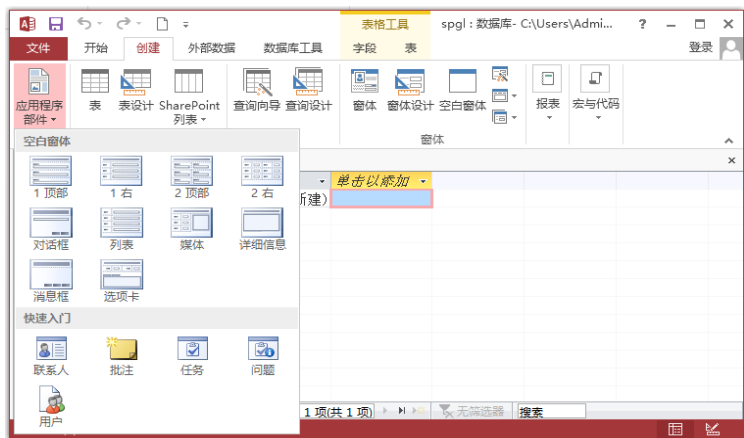 表格工具
spgl : 数据库- C:\Users\Admi...
?
文件
开始
创建
外部数据
数据库工具
字段
表
登录
应用程序
部件
表
表设计
SharePoint
列表
查询向导
查询设计
窗体
窗体设计
空白窗体
报表
宏与代码
窗体
空白窗体
单击以添加
1 顶部
1 右
2 顶部
2 右
新建)
对话框
列表
媒体
详细信息
消息框
选项卡
快速入门
联系人
批注
任务
问题
用户
1 项(共 1 项)
无筛选器
搜索